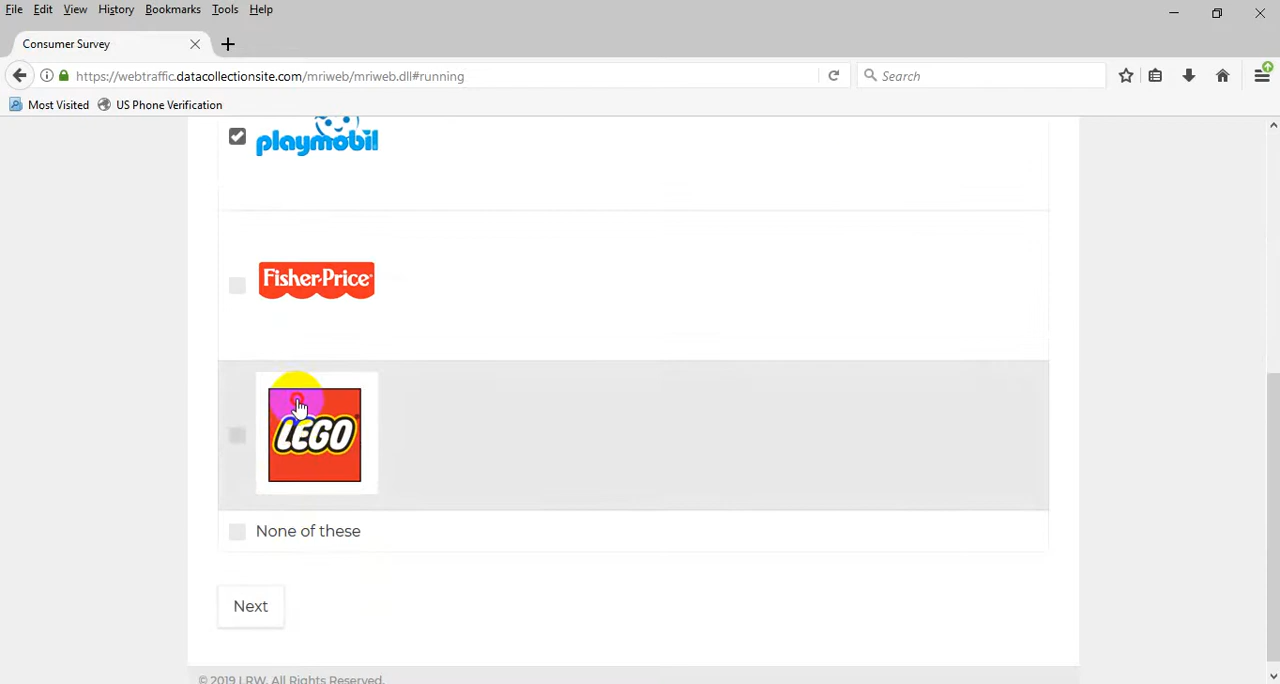 File Edit View History Bookmarks Tools Help
Consumer Survey
https://webtraffic.datacollectionsite.com/mriweb/mriweb.dll#running
Search
Most Visited US Phone Verification
playmobil
Fisher-Price
LEGO
None of these
Next
© 2019 LRW. All Rights Reserved.